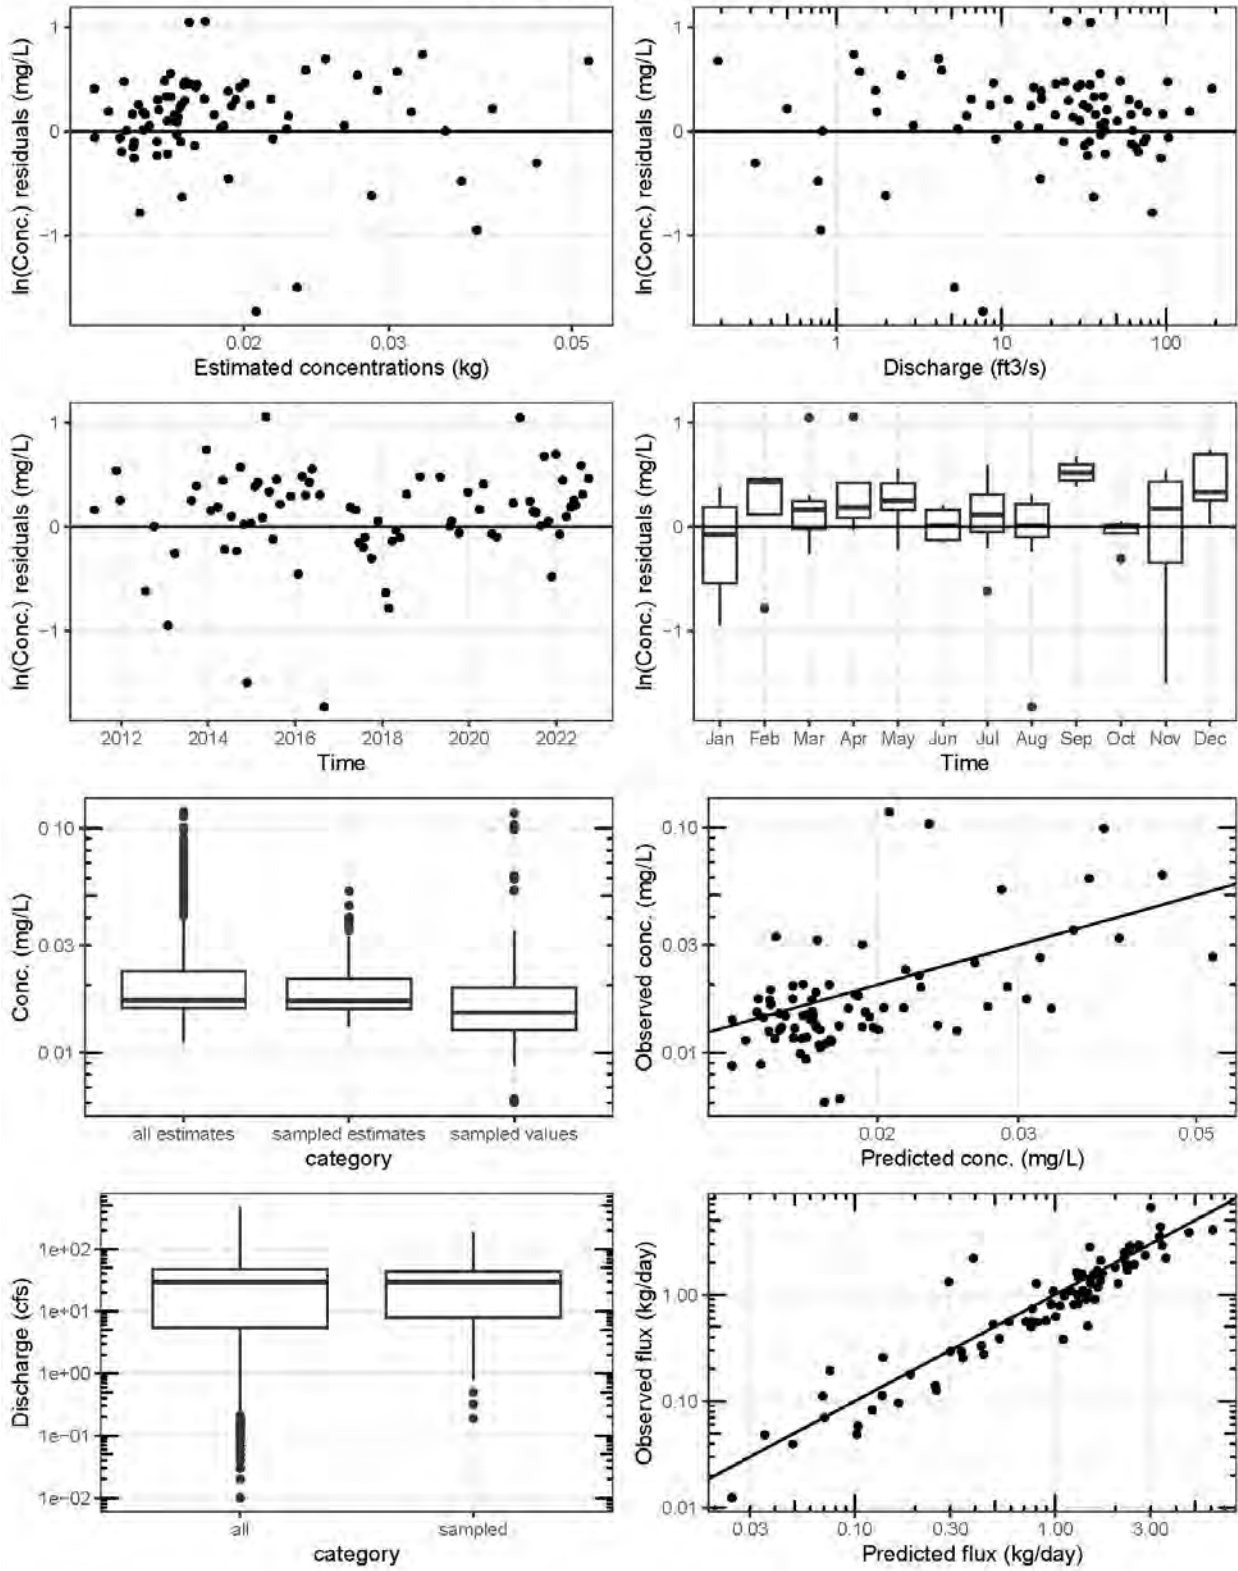 1
0
−1
ln(Conc.) residuals (mg/L)
0.02
0.03
0.05
Estimated concentrations (kg)
1
0
−1
ln(Conc.) residuals (mg/L)
1
10
100
Discharge (ft3/s)
1
0
−1
ln(Conc.) residuals (mg/L)
2012
2014
2016
2018
2020
2022
Time
1
0
−1
ln(Conc.) residuals (mg/L)
Jan
Feb
Mar
Apr
May
Jun
Jul
Aug
Sep
Oct
Nov
Dec
Time
0.10
0.03
0.01
Conc. (mg/L)
all estimates
sampled estimates
sampled values
category
0.10
0.03
0.01
Observed conc. (mg/L)
0.02
0.03
0.05
Predicted conc. (mg/L)
1e+02
1e+01
1e+00
1e−01
1e−02
Discharge (cfs)
all
sampled
category
1.00
0.10
0.01
Observed flux (kg/day)
0.03
0.10
0.30
1.00
3.00
Predicted flux (kg/day)